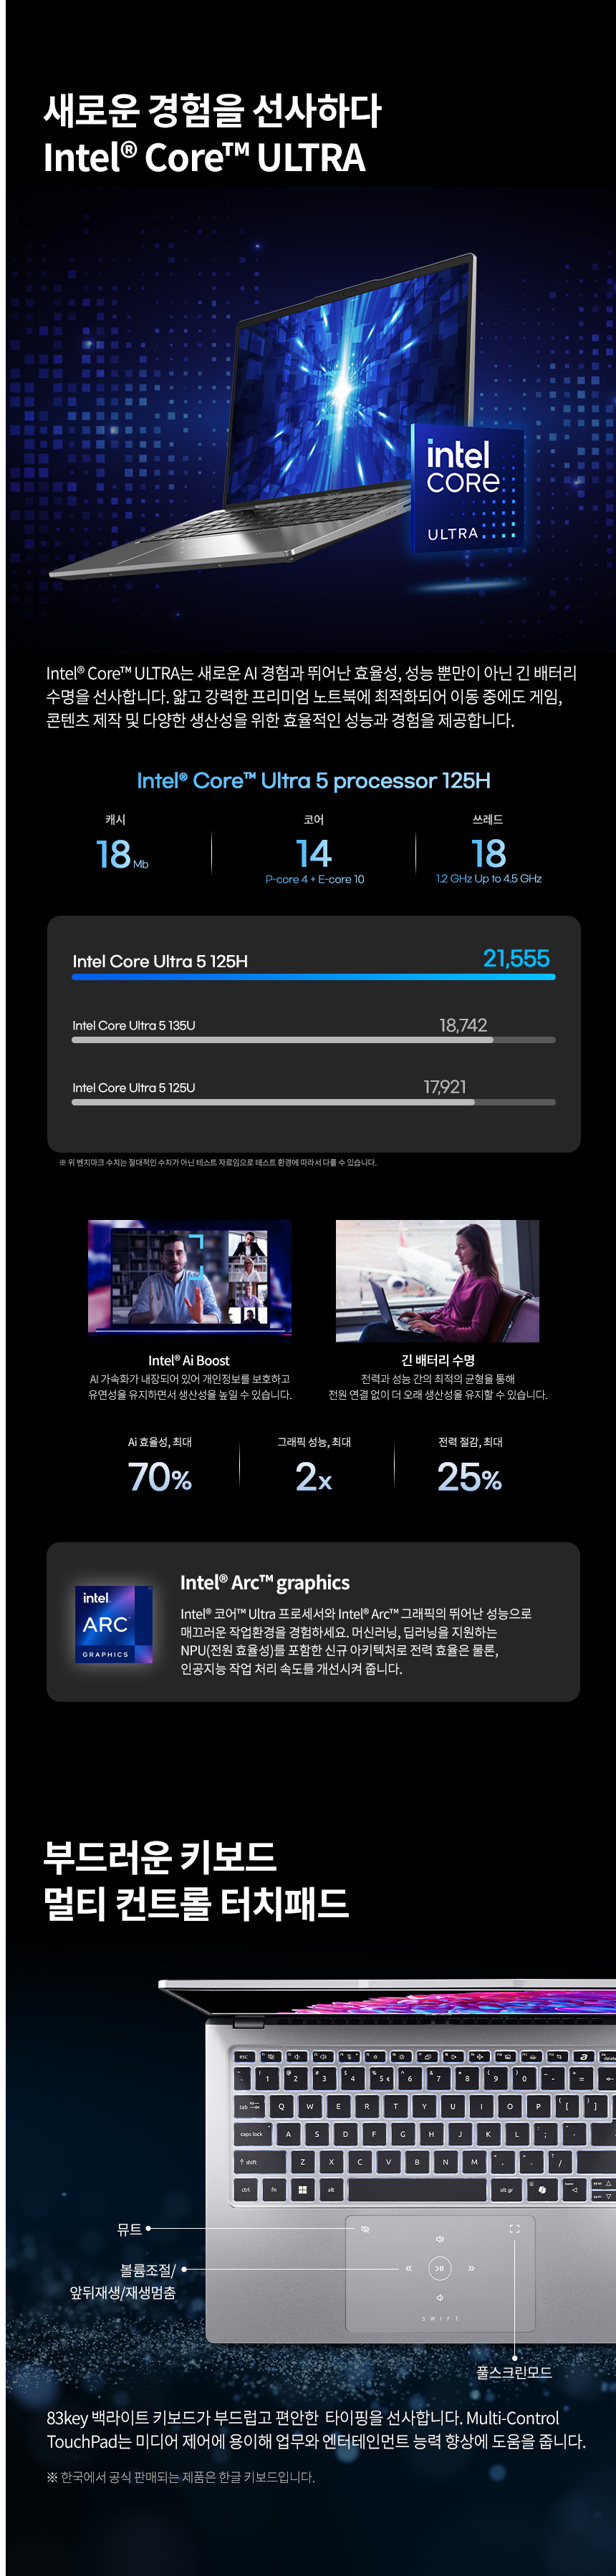 새로운 경험을 선사하다
Intel® Core™ ULTRA
intel
CORE
ULTRA
Intel® Core™ ULTRA는 새로운 AI 경험과 뛰어난 효율성, 성능 뿐만이 아닌 긴 배터리
수명을 선사합니다. 얇고 강력한 프리미엄 노트북에 최적화되어 이동 중에도 게임,
콘텐츠 제작 및 다양한 생산성을 위한 효율적인 성능과 경험을 제공합니다.
Intel® Core™ Ultra 5 processor 125H
캐시 코어 쓰레드
18 Mb 14 18
P-core 4 + E-core 10 1.2 GHz Up to 4.5 GHz
Intel Core Ultra 5 125H 21,555
Intel Core Ultra 5 135U 18,742
Intel Core Ultra 5 125U 17,921
※ 위 벤치마크 수치는 절대적인 수치가 아닌 테스트 자료임으로 테스트 환경에 따라서 다를 수 있습니다.
Intel® Ai Boost
AI 가속화가 내장되어 있어 개인정보를 보호하고
유연성을 유지하면서 생산성을 높일 수 있습니다.
긴 배터리 수명
전력과 성능 간의 최적의 균형을 통해
전원 연결 없이 더 오래 생산성을 유지할 수 있습니다.
Ai 효율성, 최대 그래픽 성능, 최대 전력 절감, 최대
70% 2x 25%
intel.
ARC
GRAPHICS
Intel® Arc™ graphics
Intel® 코어™ Ultra 프로세서와 Intel® Arc™ 그래픽의 뛰어난 성능으로
매끄러운 작업환경을 경험하세요. 머신러닝, 딥러닝을 지원하는
NPU(전원 효율성)를 포함한 신규 아키텍처로 전력 효율은 물론,
인공지능 작업 처리 속도를 개선시켜 줍니다.
부드러운 키보드
멀티 컨트롤 터치패드
esc
1 2 3 4 5 € 6 7 8 9 0 - =
tab Q W E R T Y U I O P [ ]
caps lock A S D F G H J K L ; '
shift Z X C V B N M , . /
ctrl fn alt alt gr
뮤트
볼륨조절/
앞뒤재생/재생멈춤
SWIFT
풀스크린모드
83key 백라이트 키보드가 부드럽고 편안한 타이핑을 선사합니다. Multi-Control
TouchPad는 미디어 제어에 용이해 업무와 엔터테인먼트 능력 향상에 도움을 줍니다.
※ 한국에서 공식 판매되는 제품은 한글 키보드입니다.